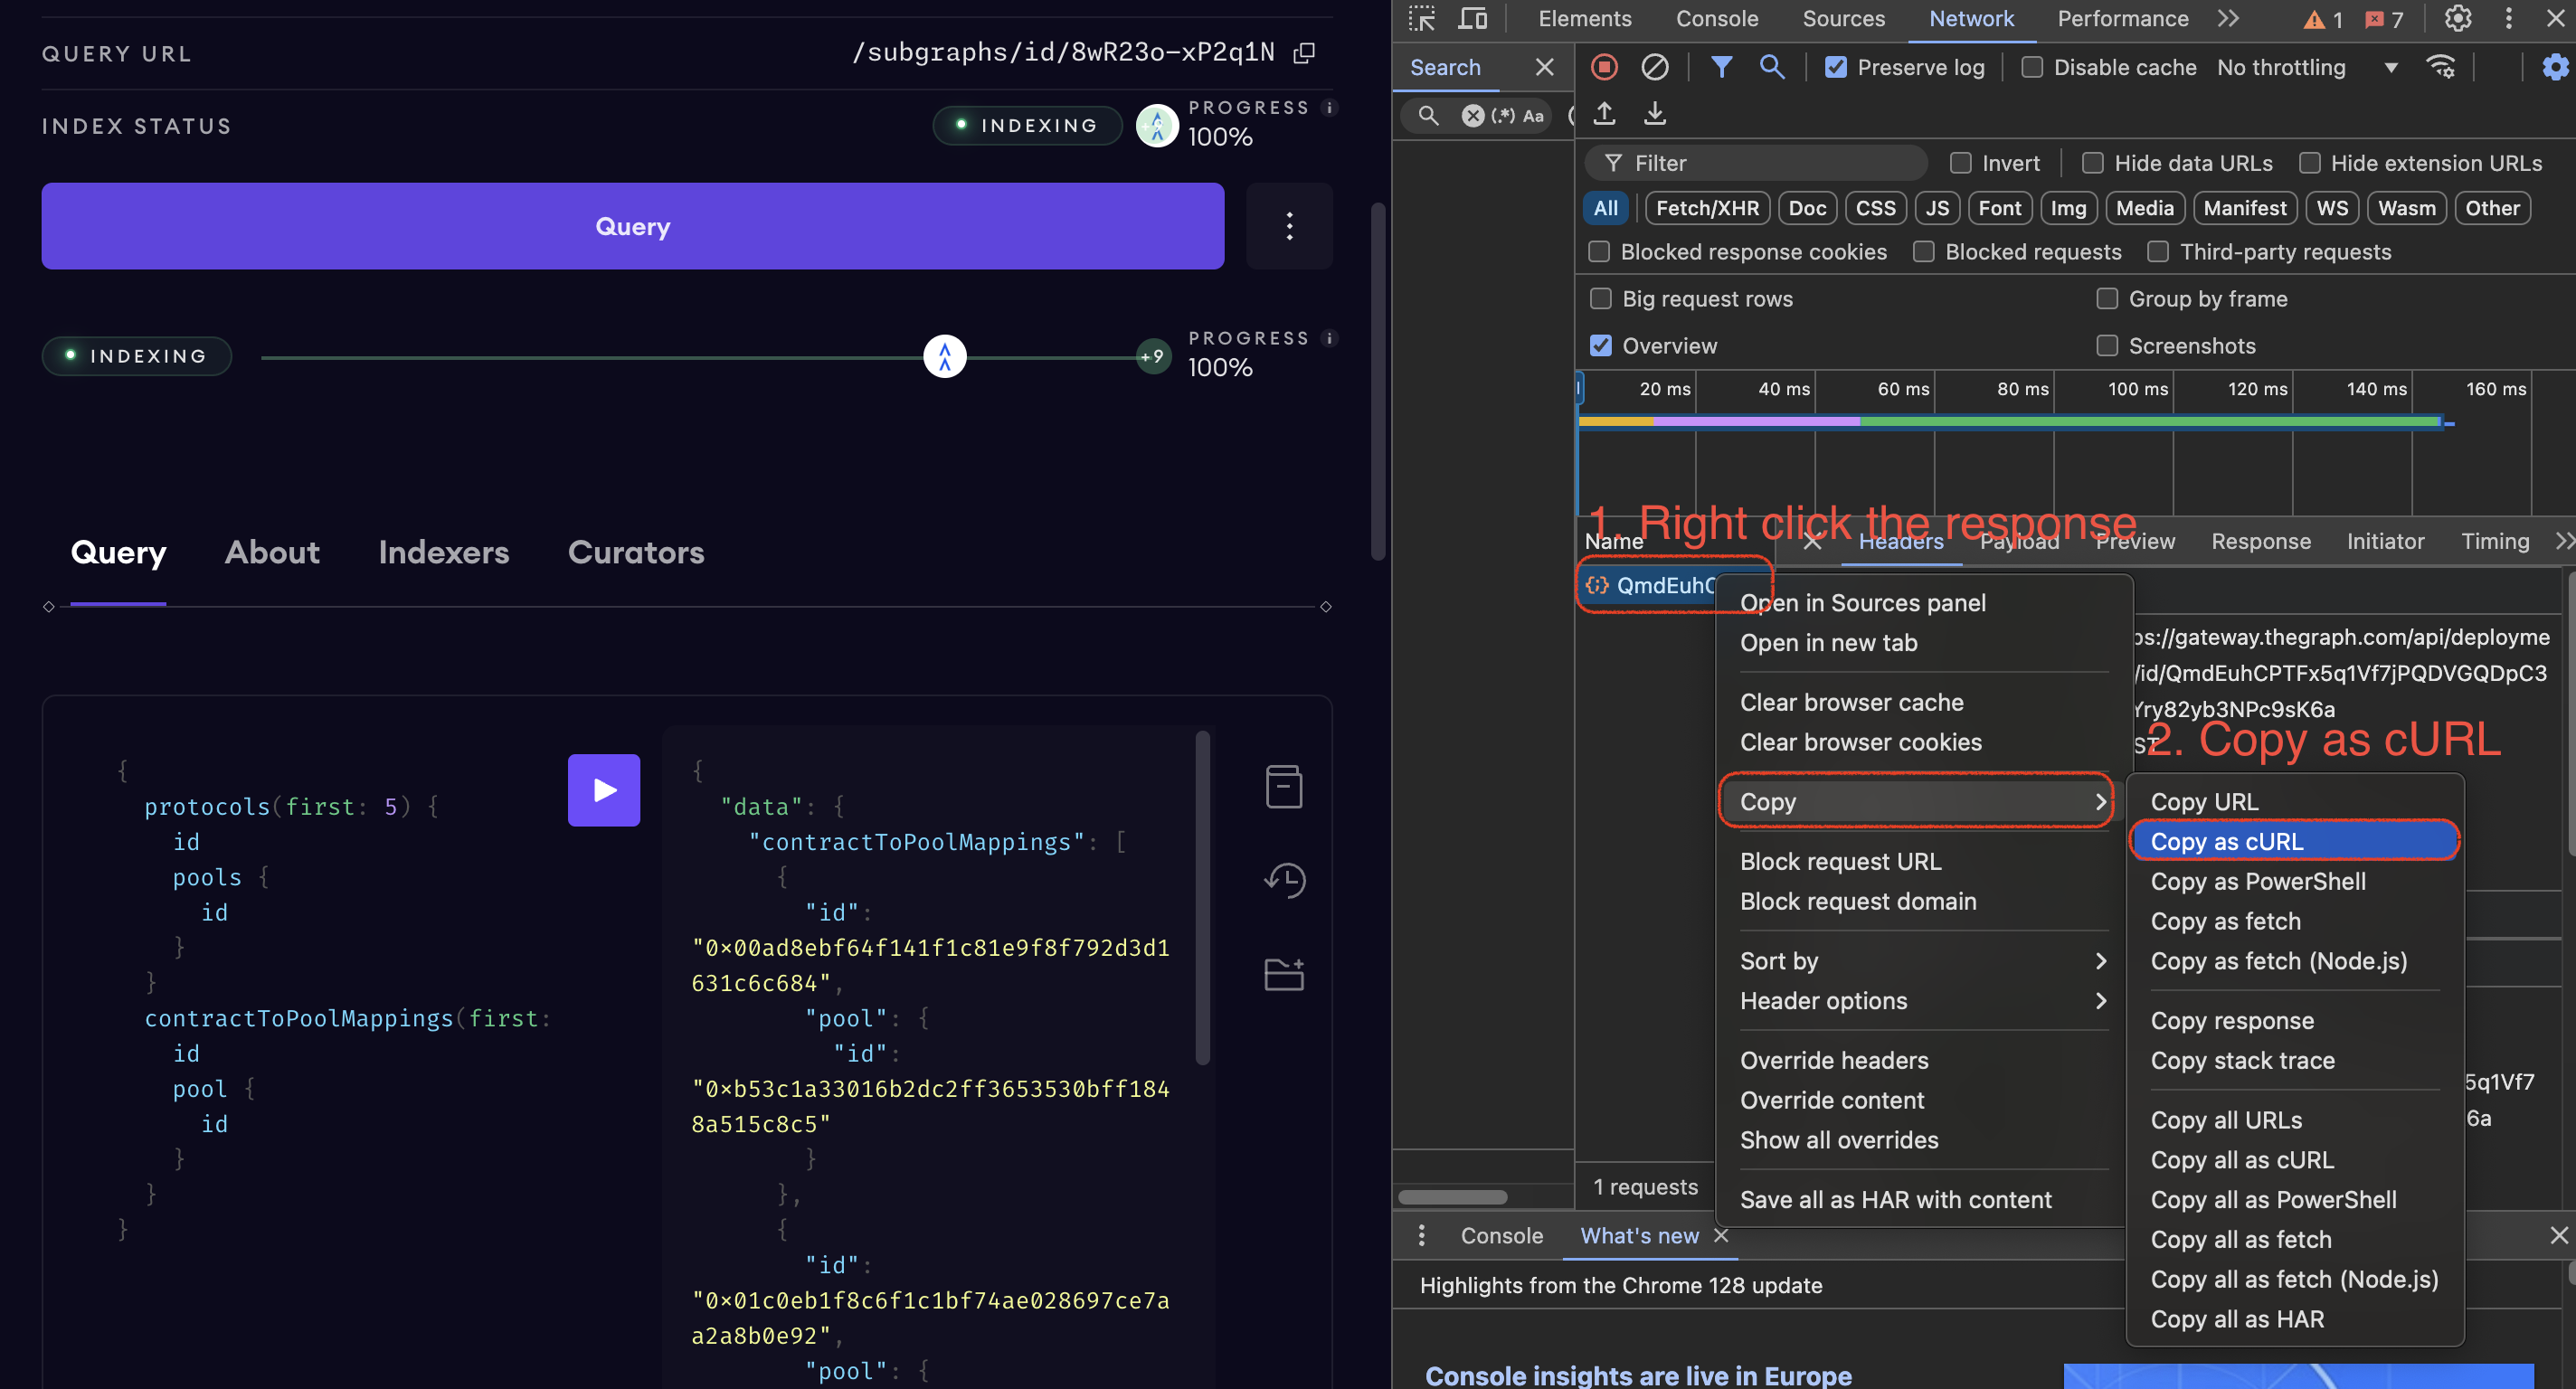 QUERY URL
/subgraphs/id/8wR23o-xP2q1N
INDEX STATUS
INDEXING
PROGRESS
100%
Query
INDEXING
+9
PROGRESS
100%
Query About Indexers Curators
{
protocols(first: 5) {
id
pools {
id
}
}
contractToPoolMappings(first:
id
pool {
id
}
}
}
{
"data": {
"contractToPoolMappings": [
{
"id":
"0×00ad8ebf64f141f1c81e9f8f792d3d1
631c6c684",
"pool": {
"id":
"0×b53c1a33016b2dc2ff3653530bff184
8a515c8c5"
}
},
{
"id":
"0×01c0eb1f8c6f1c1bf74ae028697ce7a
a2a8b0e92",
"pool": {
Elements Console Sources Network Performance 1 7
Search
Preserve log Disable cache No throttling
(.*) Aa
Filter Invert Hide data URLs Hide extension URLs
All Fetch/XHR Doc CSS JS Font Img Media Manifest WS Wasm Other
Blocked response cookies Blocked requests Third-party requests
Big request rows Group by frame
Overview Screenshots
20 ms 40 ms 60 ms 80 ms 100 ms 120 ms 140 ms 160 ms
1. Right click the response
Name
Headers Payload Preview Response Initiator Timing
{;} QmdEuhC
ps://gateway.thegraph.com/api/deployme
/id/QmdEuhCPTFx5q1Vf7jPQDVGQDpC3
Yry82yb3NPc9sK6a
ST
2. Copy as cURL
5q1Vf7
6a
Open in Sources panel
Open in new tab
Clear browser cache
Clear browser cookies
Copy
Block request URL
Block request domain
Sort by
Header options
Override headers
Override content
Show all overrides
Save all as HAR with content
Copy URL
Copy as cURL
Copy as PowerShell
Copy as fetch
Copy as fetch (Node.js)
Copy response
Copy stack trace
Copy all URLs
Copy all as cURL
Copy all as PowerShell
Copy all as fetch
Copy all as fetch (Node.js)
Copy all as HAR
1 requests
Console What's new
Highlights from the Chrome 128 update
Console insights are live in Europe